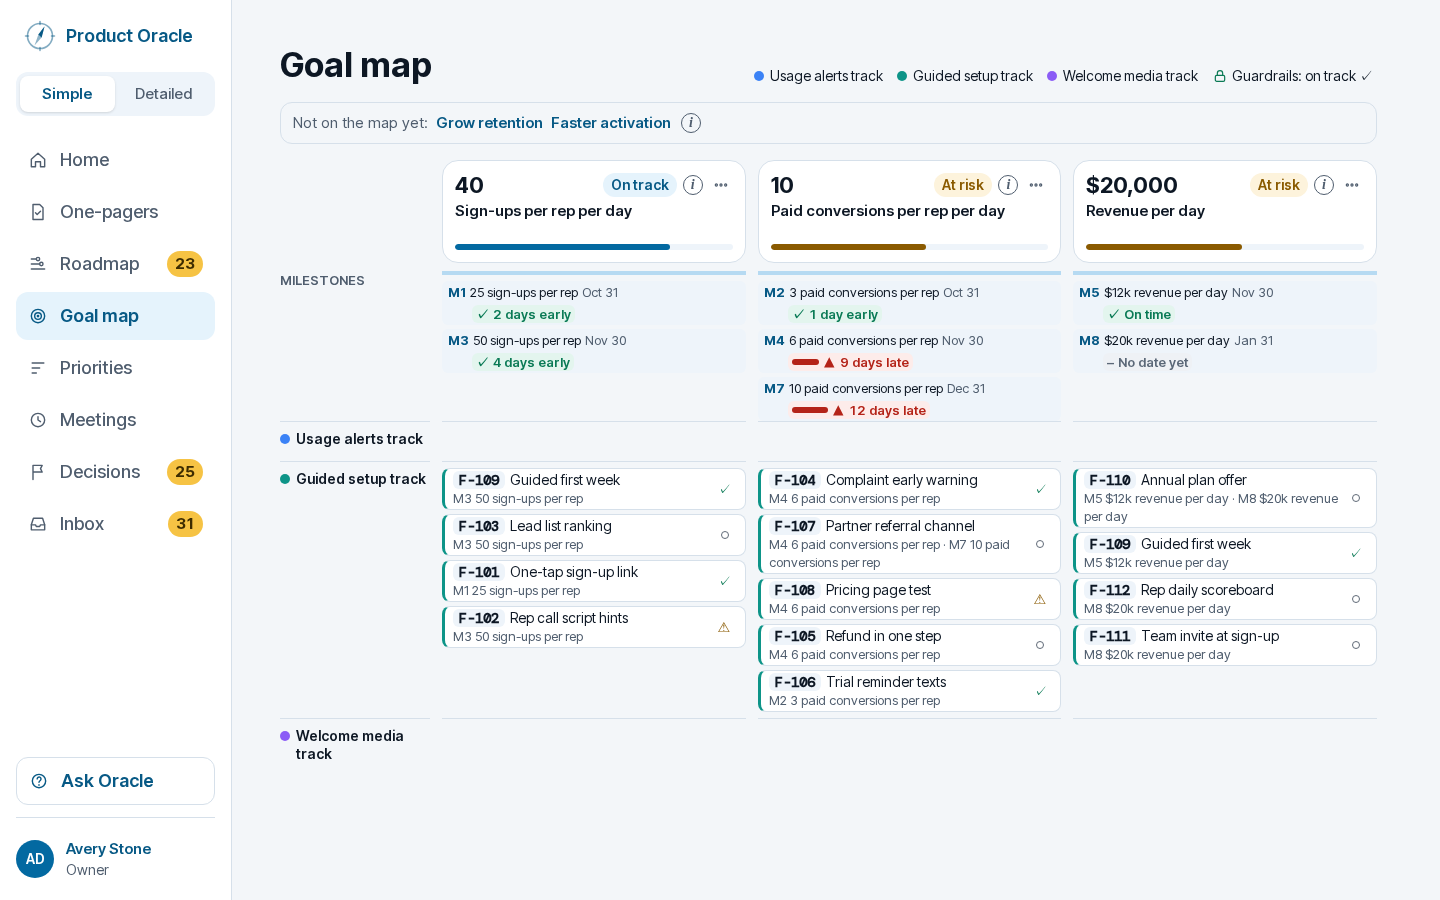 Product Oracle
Simple Detailed
Home
One-pagers
Roadmap 23
Goal map
Priorities
Meetings
Decisions 25
Inbox 31
Ask Oracle
AD
Avery Stone
Owner
Goal map
Usage alerts track Guided setup track Welcome media track Guardrails: on track ✓
Not on the map yet: Grow retention Faster activation i
40 On track i •••
Sign-ups per rep per day
10 At risk i •••
Paid conversions per rep per day
$20,000 At risk i •••
Revenue per day
MILESTONES
M1 25 sign-ups per rep Oct 31
✓ 2 days early
M3 50 sign-ups per rep Nov 30
✓ 4 days early
M2 3 paid conversions per rep Oct 31
✓ 1 day early
M4 6 paid conversions per rep Nov 30
▲ 9 days late
M7 10 paid conversions per rep Dec 31
▲ 12 days late
M5 $12k revenue per day Nov 30
✓ On time
M8 $20k revenue per day Jan 31
– No date yet
Usage alerts track
Guided setup track
F-109 Guided first week
M3 50 sign-ups per rep ✓
F-103 Lead list ranking
M3 50 sign-ups per rep ○
F-101 One-tap sign-up link
M1 25 sign-ups per rep ✓
F-102 Rep call script hints
M3 50 sign-ups per rep ⚠
F-104 Complaint early warning
M4 6 paid conversions per rep ✓
F-107 Partner referral channel
M4 6 paid conversions per rep · M7 10 paid
conversions per rep ○
F-108 Pricing page test
M4 6 paid conversions per rep ⚠
F-105 Refund in one step
M4 6 paid conversions per rep ○
F-106 Trial reminder texts
M2 3 paid conversions per rep ✓
F-110 Annual plan offer
M5 $12k revenue per day · M8 $20k revenue
per day ○
F-109 Guided first week
M5 $12k revenue per day ✓
F-112 Rep daily scoreboard
M8 $20k revenue per day ○
F-111 Team invite at sign-up
M8 $20k revenue per day ○
Welcome media
track